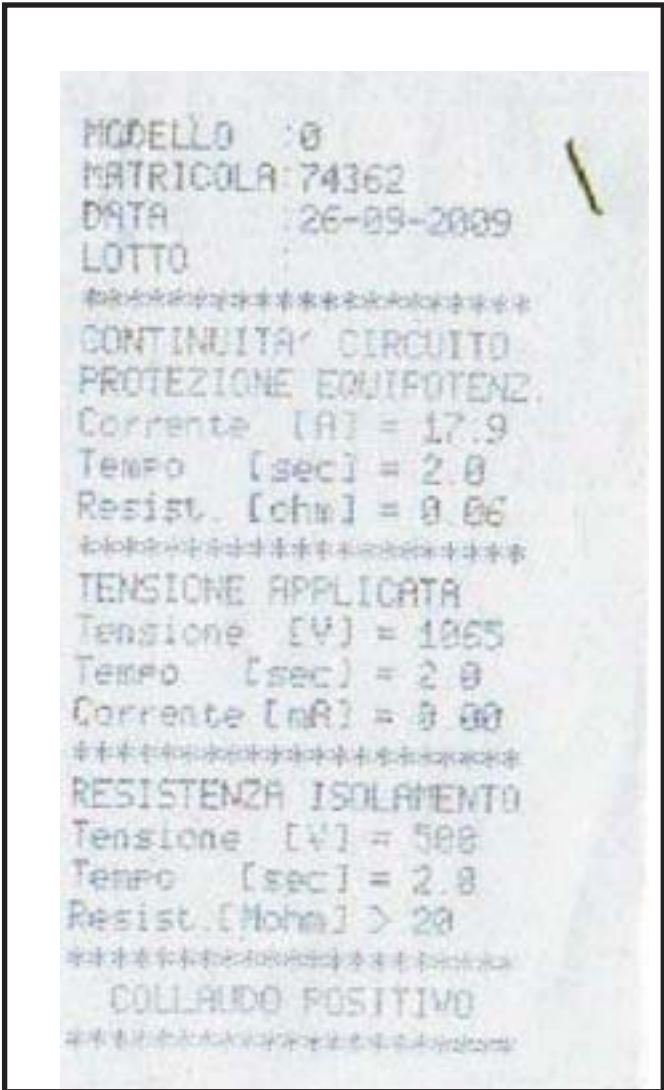 MODELLO :0
MATRICOLA:74362
DATA :26-09-2009
LOTTO :
**********************
CONTINUITA' CIRCUITO
PROTEZIONE EQUIPOTENZ.
Corrente [A] = 17.9
Tempo [sec] = 2.0
Resist. [ohm] = 0.06
**********************
TENSIONE APPLICATA
Tensione [V] = 1065
Tempo [sec] = 2.0
Corrente [mA] = 0.00
**********************
RESISTENZA ISOLAMENTO
Tensione [V] = 500
Tempo [sec] = 2.0
Resist.[Mohm] > 20
**********************
COLLAUDO POSITIVO
**********************